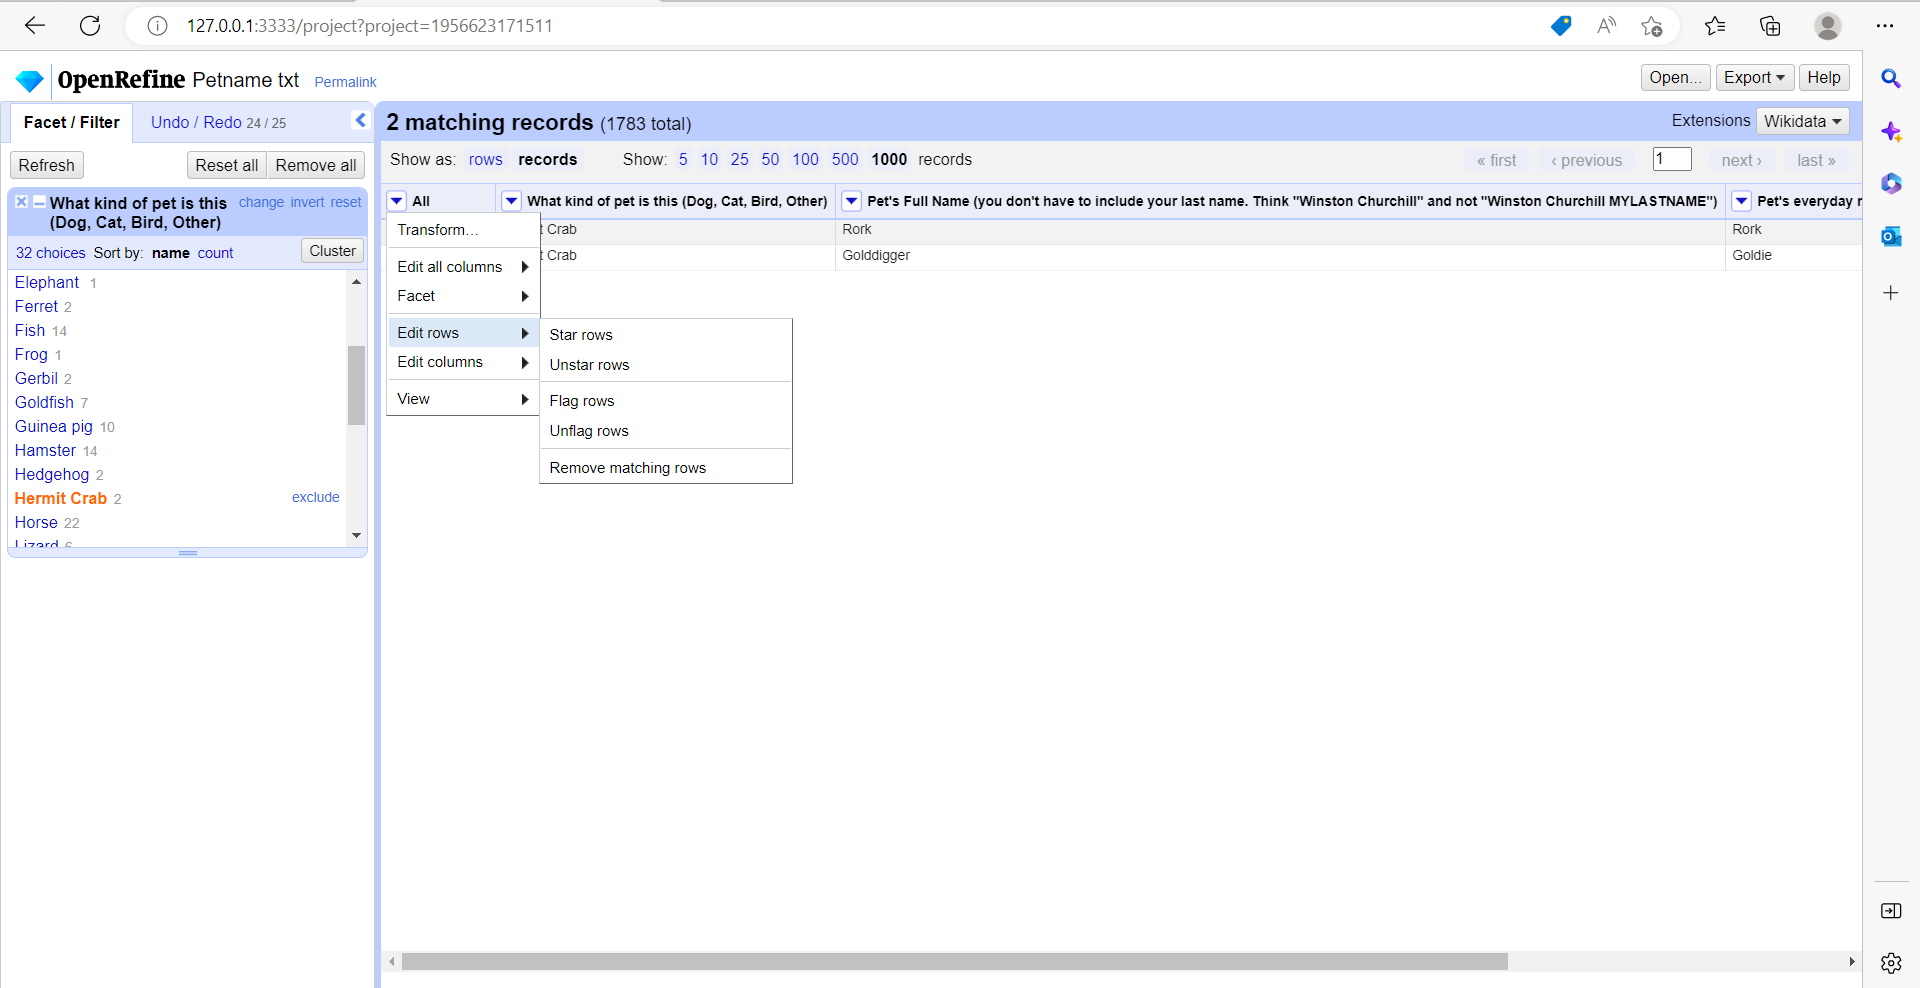 127.0.0.1:3333/project?project=1956623171511
OpenRefine Petname txt Permalink
Open... Export Help
Facet / Filter Undo / Redo 24 / 25
2 matching records (1783 total)
Extensions Wikidata
Refresh Reset all Remove all
Show as: rows records Show: 5 10 25 50 100 500 1000 records
« first ‹ previous 1 next › last »
What kind of pet is this (Dog, Cat, Bird, Other) change invert reset
32 choices Sort by: name count Cluster
Elephant 1
Ferret 2
Fish 14
Frog 1
Gerbil 2
Goldfish 7
Guinea pig 10
Hamster 14
Hedgehog 2
Hermit Crab 2 exclude
Horse 22
Lizard 6
All What kind of pet is this (Dog, Cat, Bird, Other) Pet's Full Name (you don't have to include your last name. Think "Winston Churchill" and not "Winston Churchill MYLASTNAME") Pet's everyday
t Crab Rork Rork
t Crab Golddigger Goldie
Transform...
Edit all columns
Facet
Edit rows
Edit columns
View
Star rows
Unstar rows
Flag rows
Unflag rows
Remove matching rows